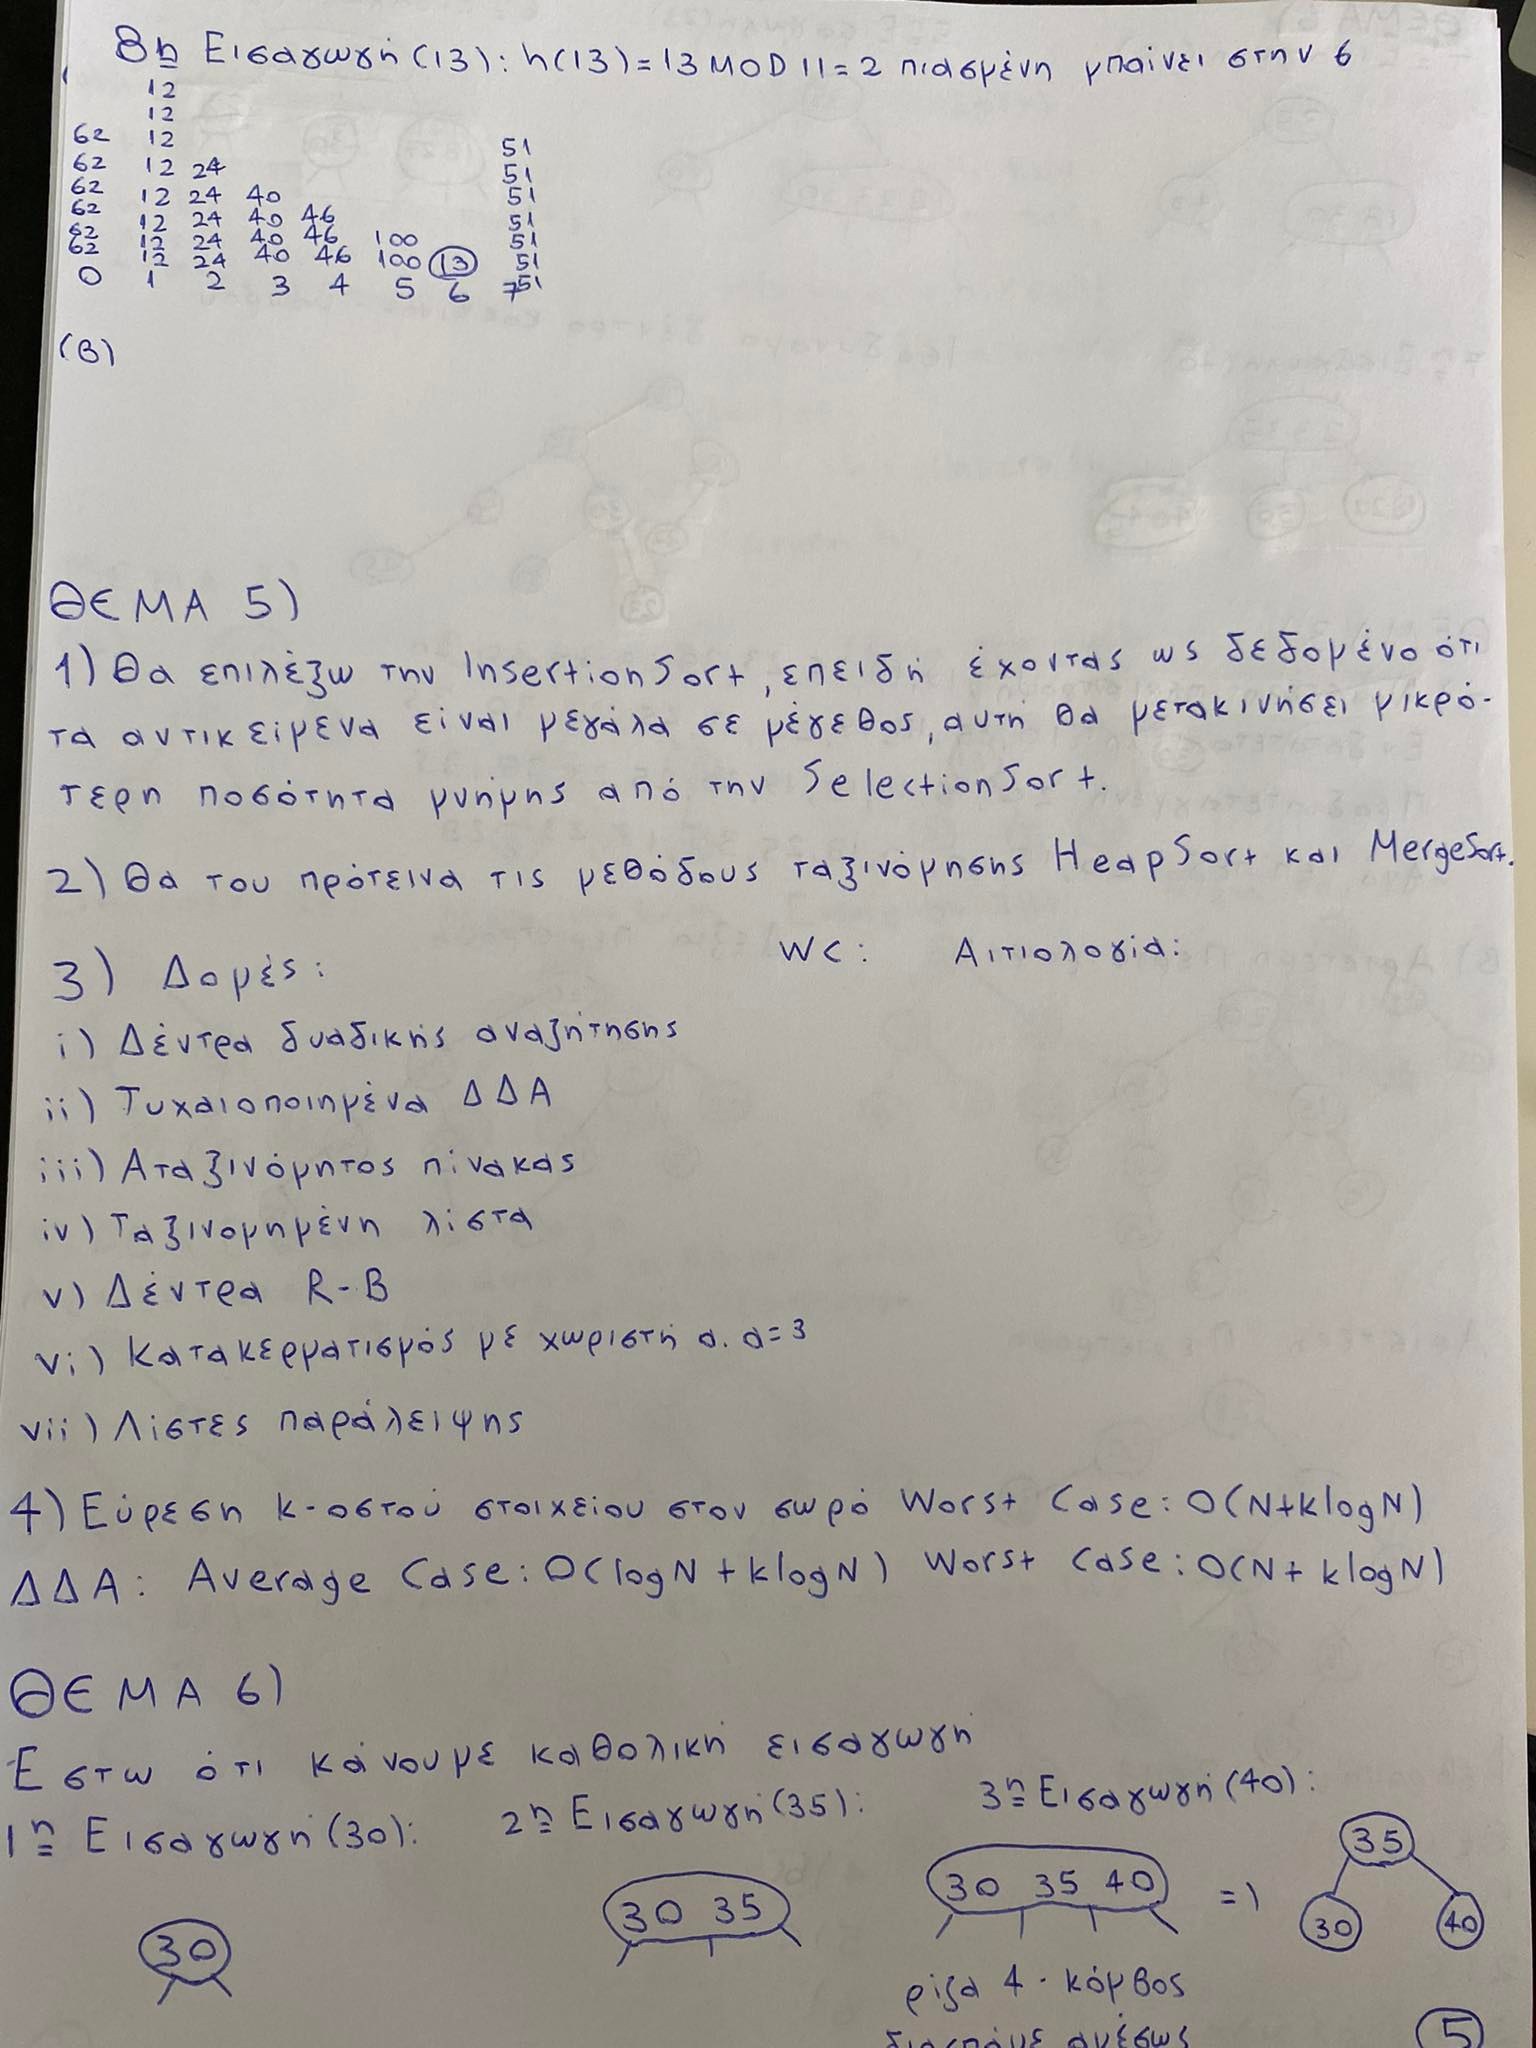 8η Εισαγωγή (13): h(13) = 13 MOD 11 = 2 πιασμένη μπαίνει στην 6
12
12
62 12 51
62 12 24 51
62 12 24 40 51
62 12 24 40 46 51
62 12 24 40 46 100 51
62 12 24 40 46 100 13 51
0 1 2 3 4 5 6 7 51
(Β)
ΘΕΜΑ 5)
1) Θα επιλέξω την InsertionSort, επειδή έχοντας ως δεδομένο ότι
τα αντικείμενα είναι μεγάλα σε μέγεθος, αυτή θα μετακινήσει μικρό-
τερη ποσότητα μνήμης από την SelectionSort.
2) Θα του πρότεινα τις μεθόδους ταξινόμησης HeapSort και MergeSort.
3) Δομές: WC: Αιτιολογία:
i) Δέντρα δυαδικής αναζήτησης
ii) Τυχαιοποιημένα ΔΔΑ
iii) Αταξινόμητος πίνακας
iv) Ταξινομημένη λίστα
v) Δέντρα R-B
vi) Κατακερματισμός με χωριστή α. α=3
vii) Λίστες παράλειψης
4) Εύρεση k-οστού στοιχείου στον σωρό Worst Case: O(N+klogN)
ΔΔΑ: Average Case: O(logN + klogN) Worst Case: O(N + klogN)
ΘΕΜΑ 6)
Εστω ότι κάνουμε καθολική εισαγωγή
1η Εισαγωγή (30): 2η Εισαγωγή (35): 3η Εισαγωγή (40):
30 30 35 30 35 40 => 35 30 40
ρίζα 4-κόμβος
διασπάμε αμέσως
5